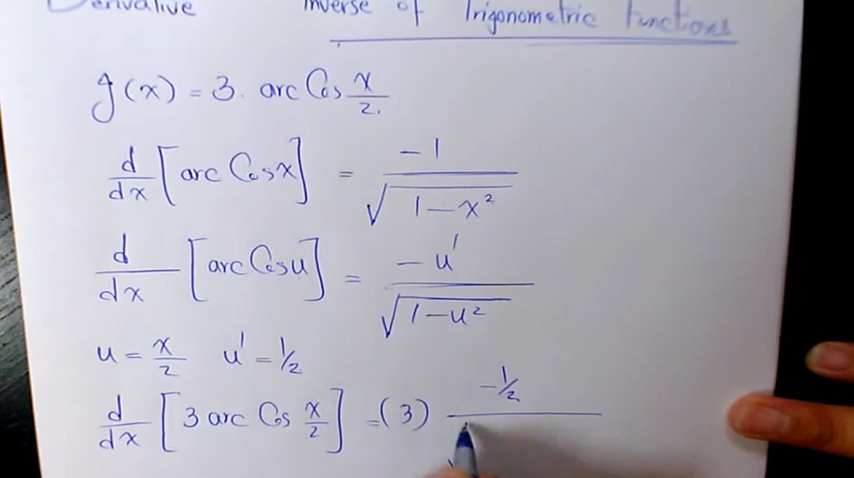 Derivative Inverse of Trigonometric Functions
f(x) = 3. arc Cos x/2.
d/dx [arc Cos x] = -1/√(1-x²)
d/dx [arc Cos u] = -u'/√(1-u²)
u = x/2 u' = 1/2
d/dx [3 arc Cos x/2] = (3) -1/2